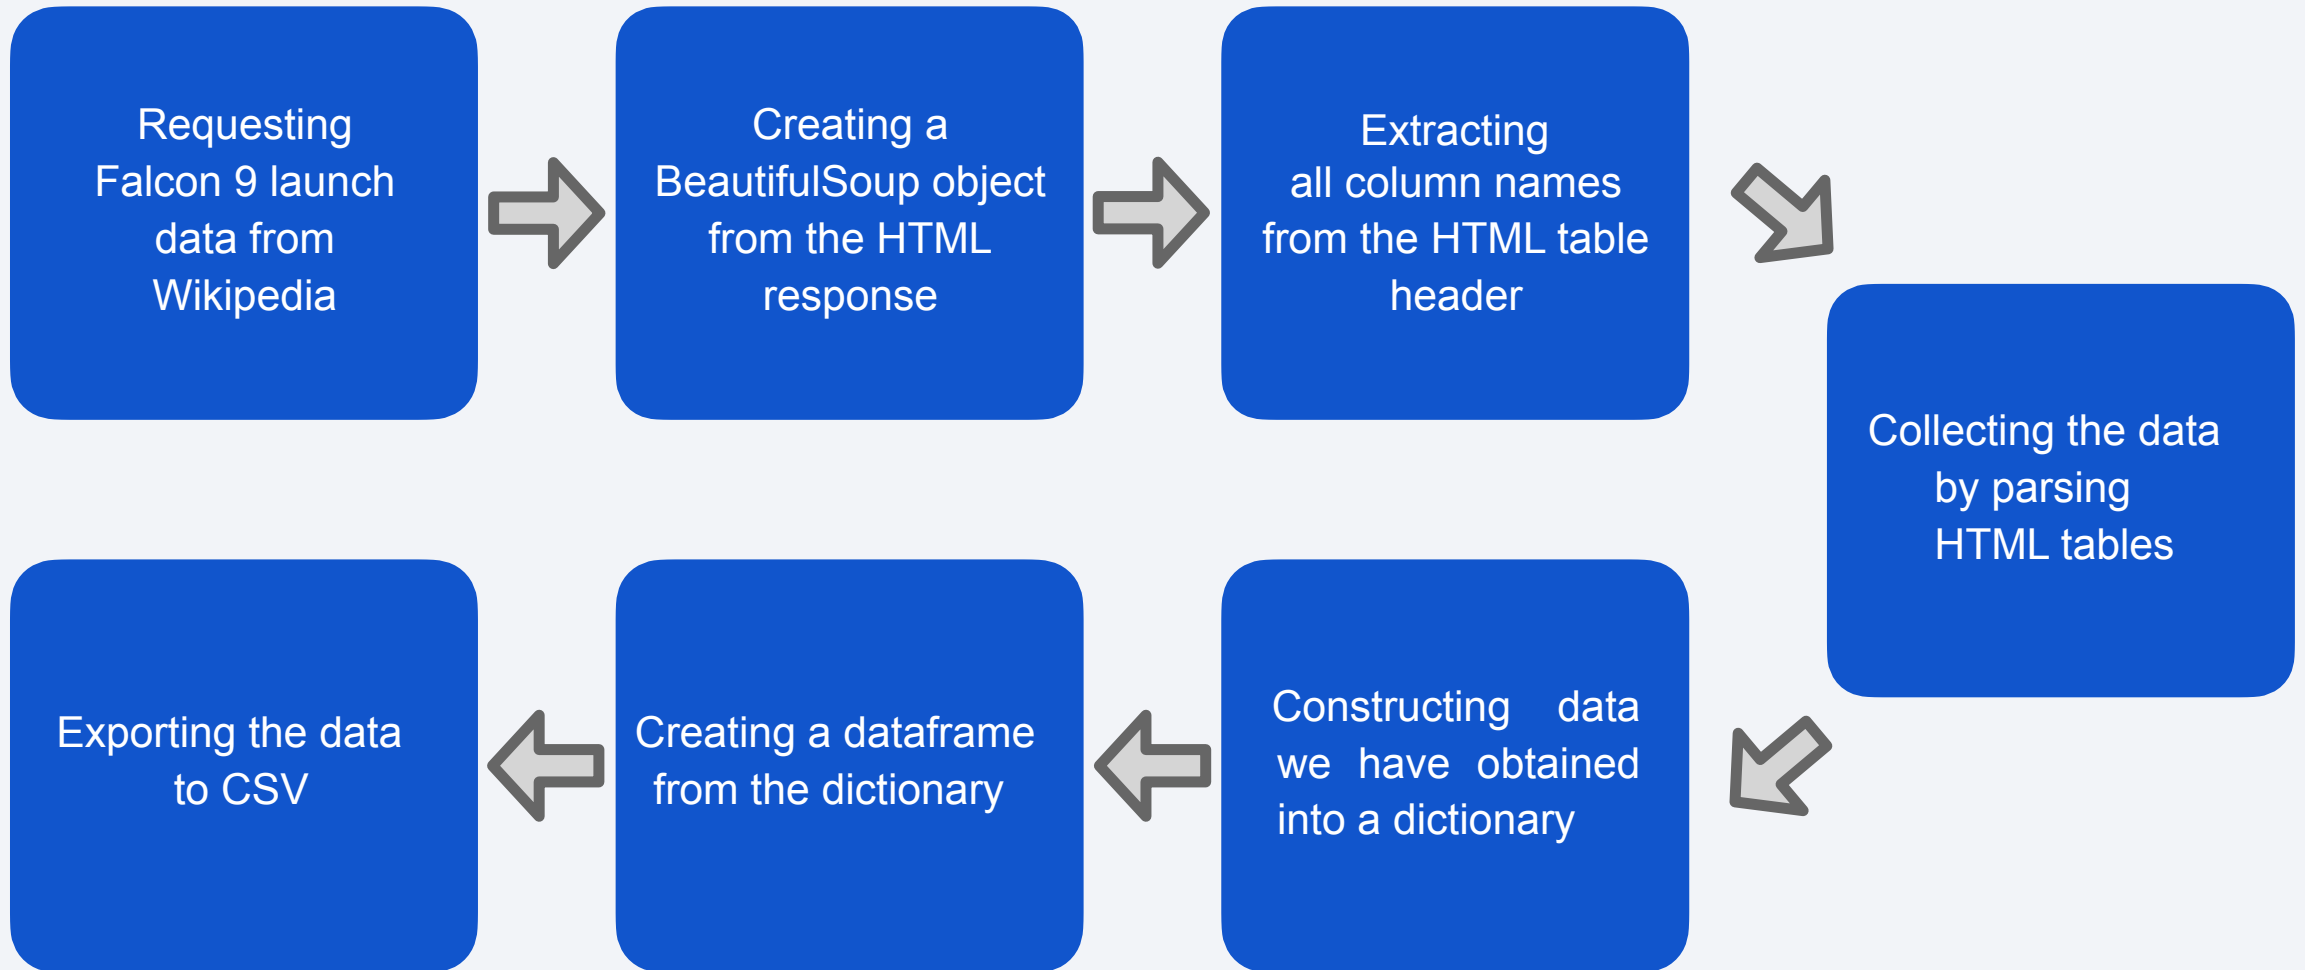 Requesting
Falcon 9 launch
data from
Wikipedia
Creating a
BeautifulSoup object
from the HTML
response
Extracting
all column names
from the HTML table
header
Collecting the data
by parsing
HTML tables
Constructing data
we have obtained
into a dictionary
Creating a dataframe
from the dictionary
Exporting the data
to CSV